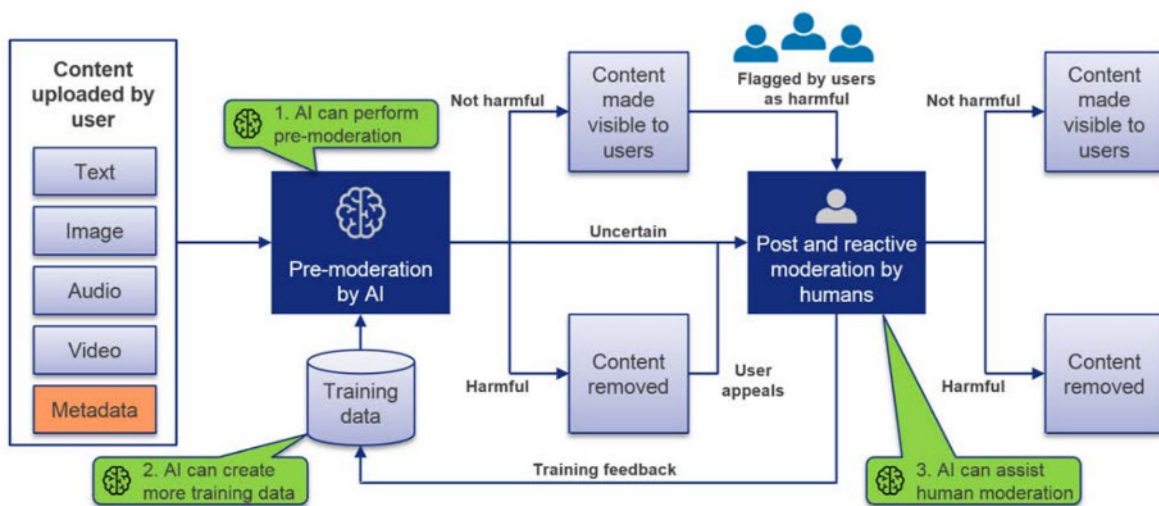 Content
uploaded by
user
Text
Image
Audio
Video
Metadata
1. AI can perform
pre-moderation
Pre-moderation
by AI
Training
data
2. AI can create
more training data
Not harmful
Uncertain
Harmful
Content
made
visible to
users
Content
removed
Flagged by users
as harmful
User
appeals
Post and reactive
moderation by
humans
Training feedback
3. AI can assist
human moderation
Not harmful
Harmful
Content
made
visible to
users
Content
removed